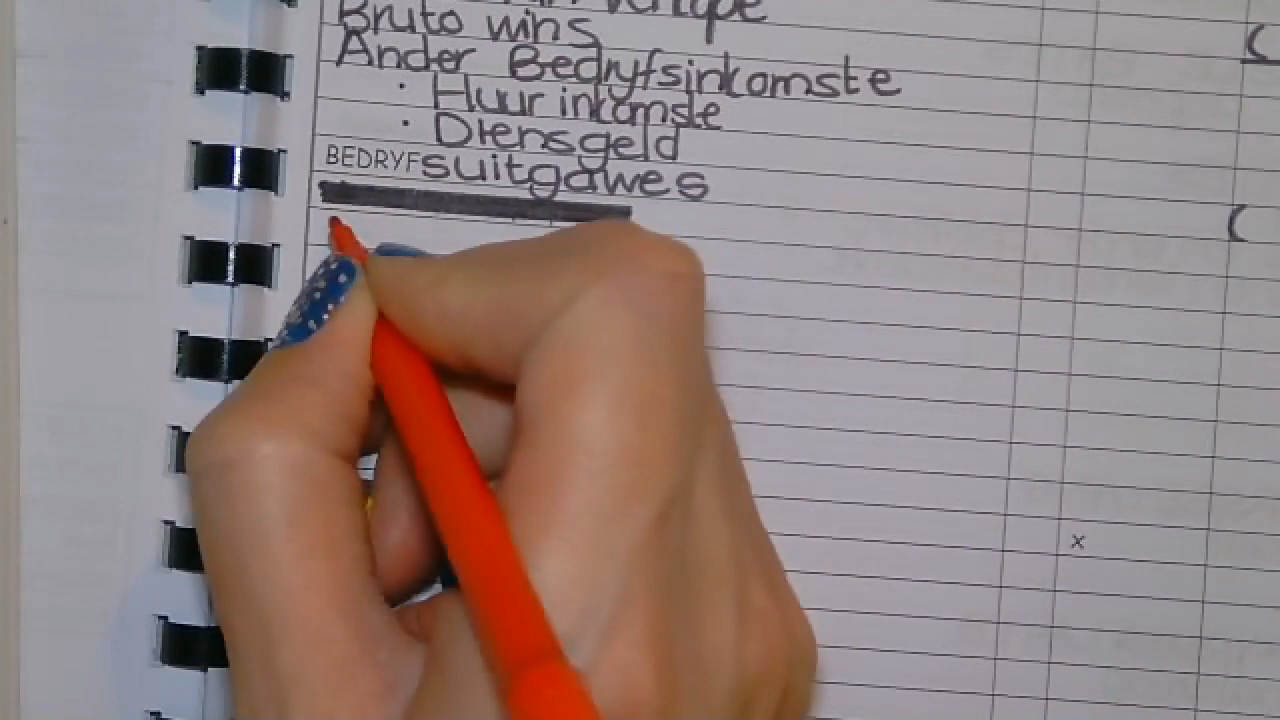 Bruto wins
Ander Bedryfsinkomste
· Huur inkomste
· Diensgeld
BEDRYFsuitgawes
(
(
x